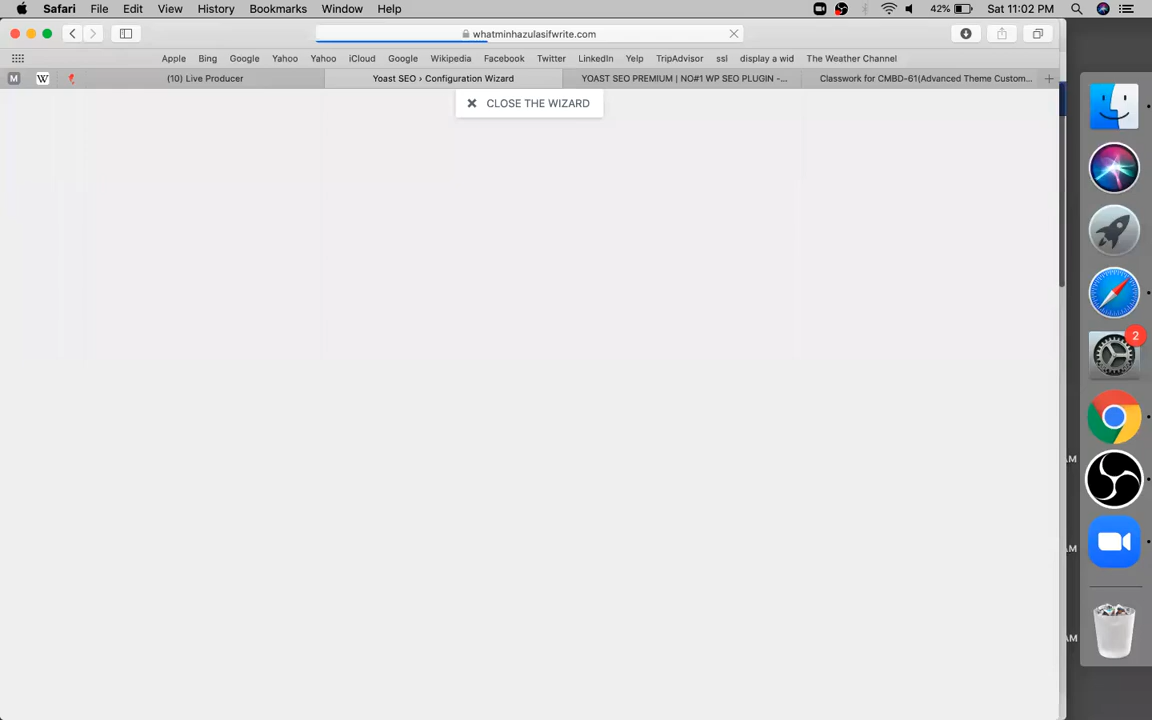 Safari File Edit View History Bookmarks Window Help 42% Sat 11:02 PM
whatminhazulasifwrite.com
Apple Bing Google Yahoo Yahoo iCloud Google Wikipedia Facebook Twitter LinkedIn Yelp TripAdvisor ssl display a wid The Weather Channel
M W (10) Live Producer Yoast SEO › Configuration Wizard YOAST SEO PREMIUM | NO#1 WP SEO PLUGIN -... Classwork for CMBD-61(Advanced Theme Custom...
CLOSE THE WIZARD
2
AM
AM
AM